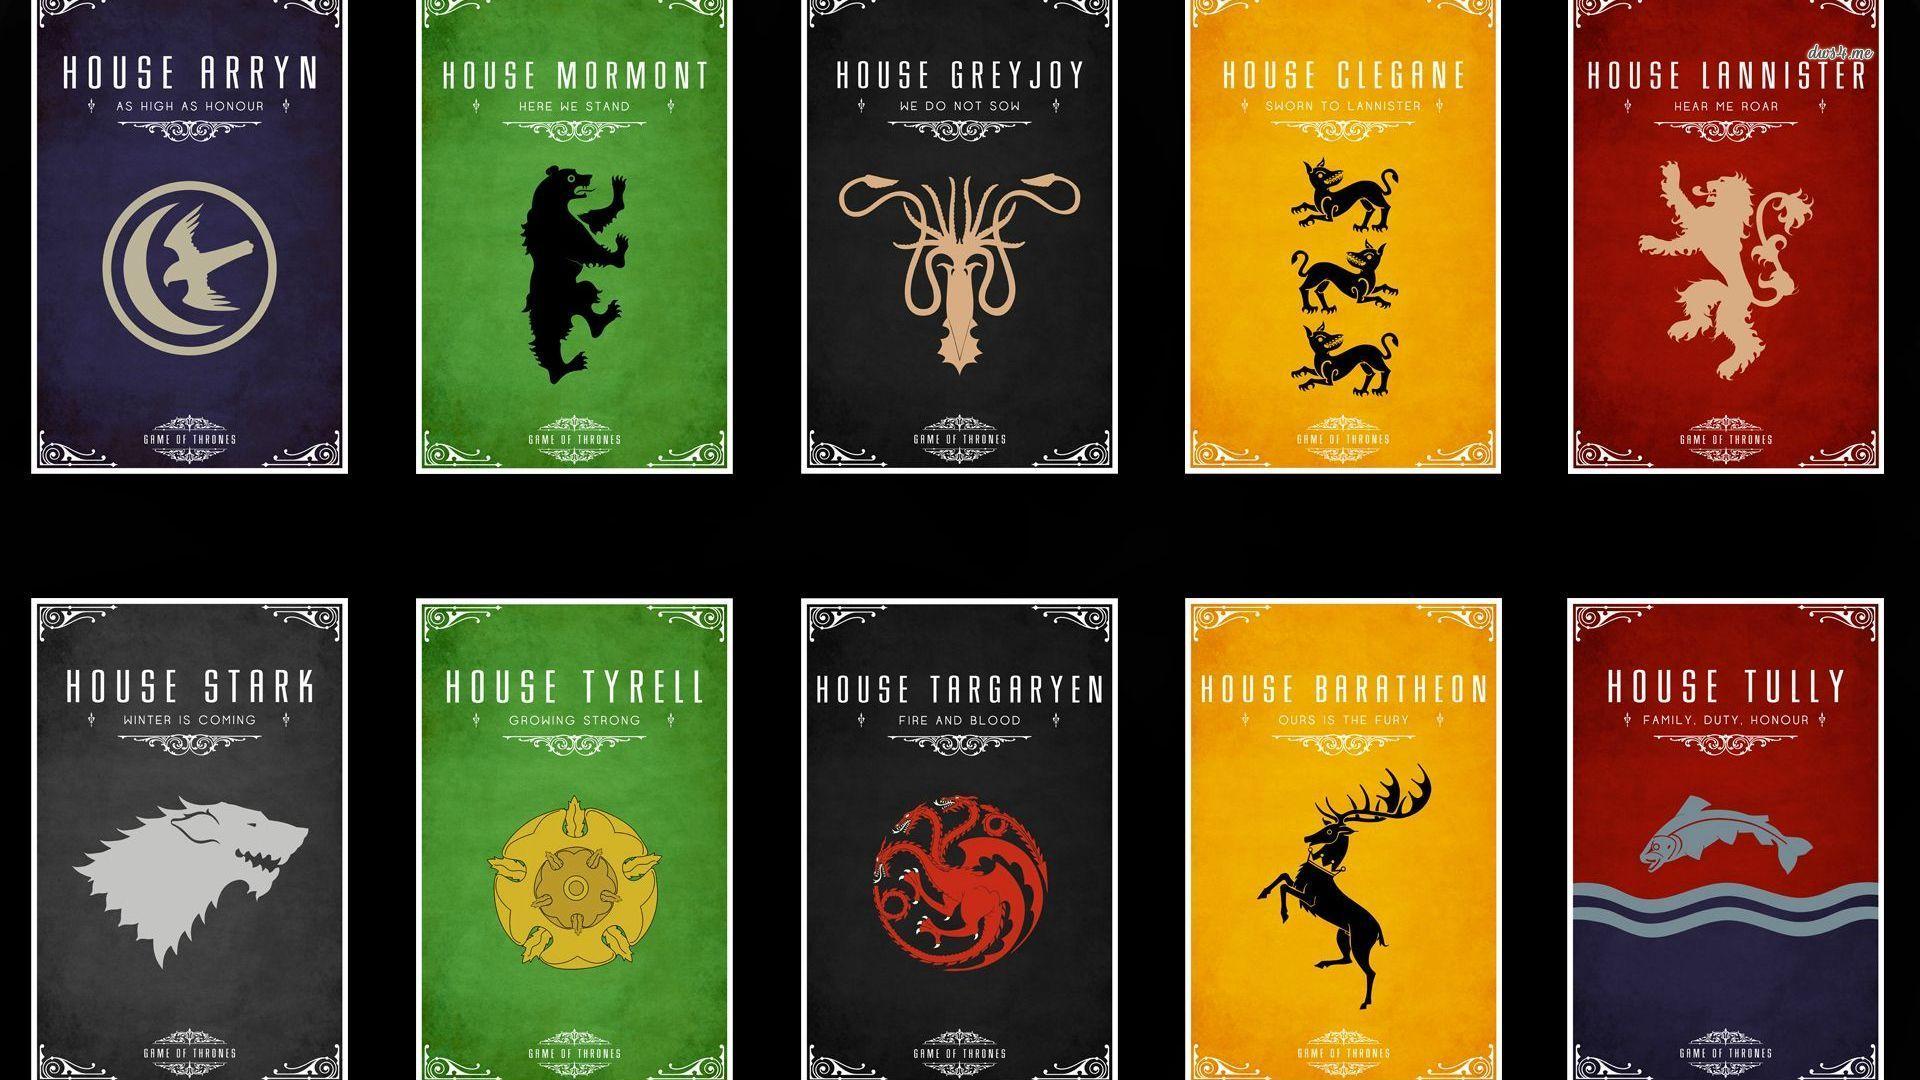 HOUSE ARRYN
AS HIGH AS HONOUR
GAME OF THRONES
HOUSE MORMONT
HERE WE STAND
GAME OF THRONES
HOUSE GREYJOY
WE DO NOT SOW
GAME OF THRONES
HOUSE CLEGANE
SWORN TO LANNISTER
GAME OF THRONES
dws4.me
HOUSE LANNISTER
HEAR ME ROAR
GAME OF THRONES
HOUSE STARK
WINTER IS COMING
GAME OF THRONES
HOUSE TYRELL
GROWING STRONG
GAME OF THRONES
HOUSE TARGARYEN
FIRE AND BLOOD
GAME OF THRONES
HOUSE BARATHEON
OURS IS THE FURY
GAME OF THRONES
HOUSE TULLY
FAMILY, DUTY, HONOUR
GAME OF THRONES